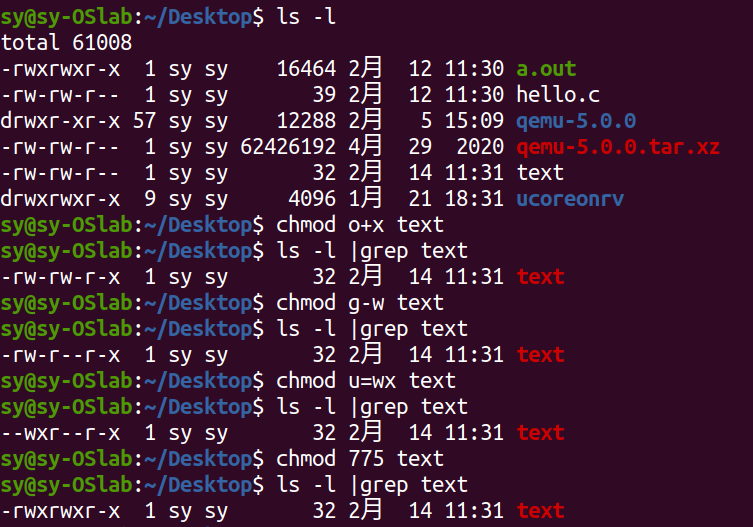 sy@sy-OSlab:~/Desktop$ ls -l
total 61008
-rwxrwxr-x  1 sy sy    16464 2月  12 11:30 a.out
-rw-rw-r--  1 sy sy       39 2月  12 11:30 hello.c
drwxr-xr-x 57 sy sy    12288 2月   5 15:09 qemu-5.0.0
-rw-rw-r--  1 sy sy 62426192 4月  29  2020 qemu-5.0.0.tar.xz
-rw-rw-r--  1 sy sy       32 2月  14 11:31 text
drwxrwxr-x  9 sy sy     4096 1月  21 18:31 ucoreonrv
sy@sy-OSlab:~/Desktop$ chmod o+x text
sy@sy-OSlab:~/Desktop$ ls -l |grep text
-rw-rw-r-x  1 sy sy       32 2月  14 11:31 text
sy@sy-OSlab:~/Desktop$ chmod g-w text
sy@sy-OSlab:~/Desktop$ ls -l |grep text
-rw-r--r-x  1 sy sy       32 2月  14 11:31 text
sy@sy-OSlab:~/Desktop$ chmod u=wx text
sy@sy-OSlab:~/Desktop$ ls -l |grep text
--wxr--r-x  1 sy sy       32 2月  14 11:31 text
sy@sy-OSlab:~/Desktop$ chmod 775 text
sy@sy-OSlab:~/Desktop$ ls -l |grep text
-rwxrwxr-x  1 sy sy       32 2月  14 11:31 text